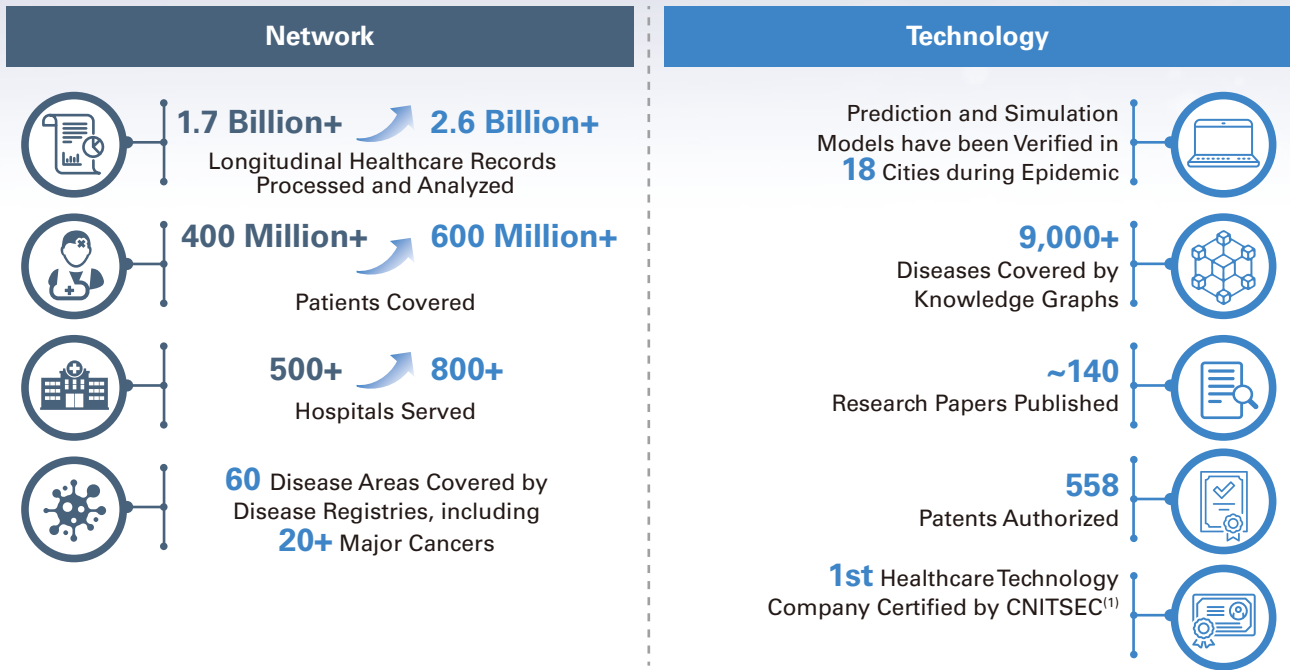 Network
1.7 Billion+ 2.6 Billion+
Longitudinal Healthcare Records
Processed and Analyzed
400 Million+ 600 Million+
Patients Covered
500+ 800+
Hospitals Served
60 Disease Areas Covered by
Disease Registries, including
20+ Major Cancers
Technology
Prediction and Simulation
Models have been Verified in
18 Cities during Epidemic
9,000+
Diseases Covered by
Knowledge Graphs
~140
Research Papers Published
558
Patents Authorized
1st Healthcare Technology
Company Certified by CNITSEC(1)